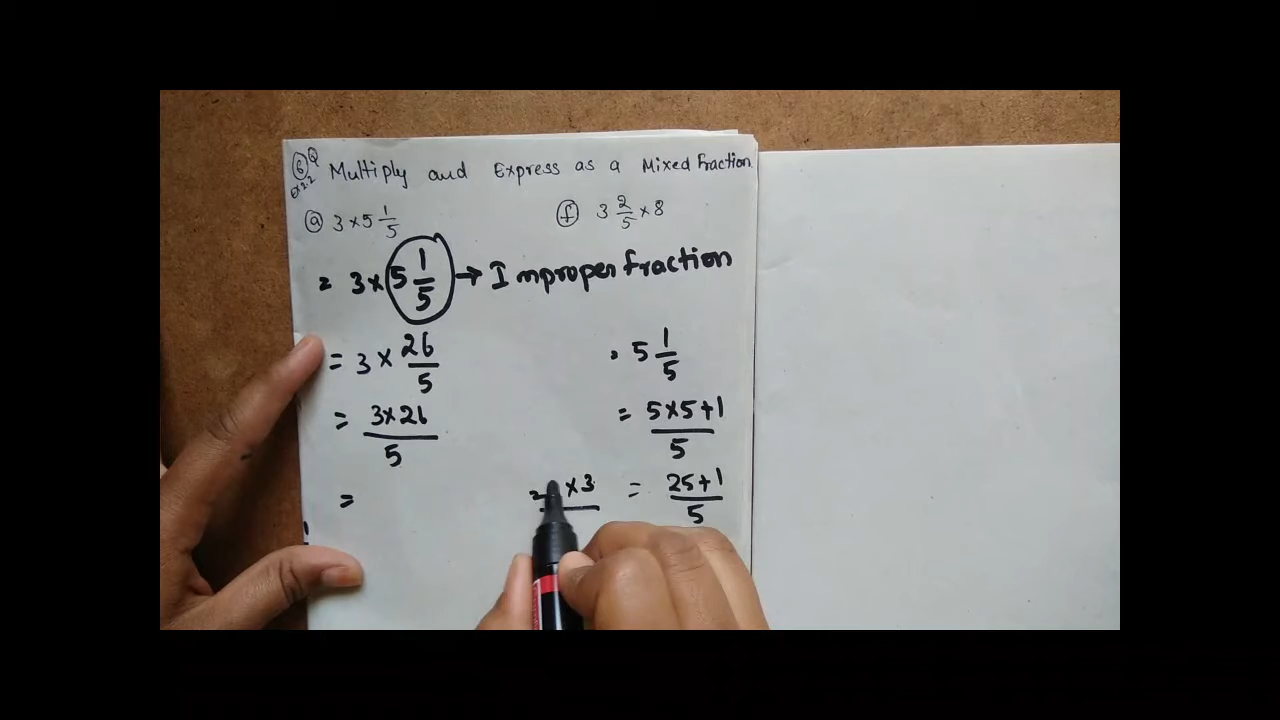 6 Q Multiply and Express as a Mixed Fraction
Ex 2.2
a 3 × 5 1/5
f 3 2/5 × 8
= 3 × 5 1/5 → Improper fraction
= 3 × 26/5
= 3×26/5
=
. 5 1/5
= 5×5+1/5
= 25+1/5
×3